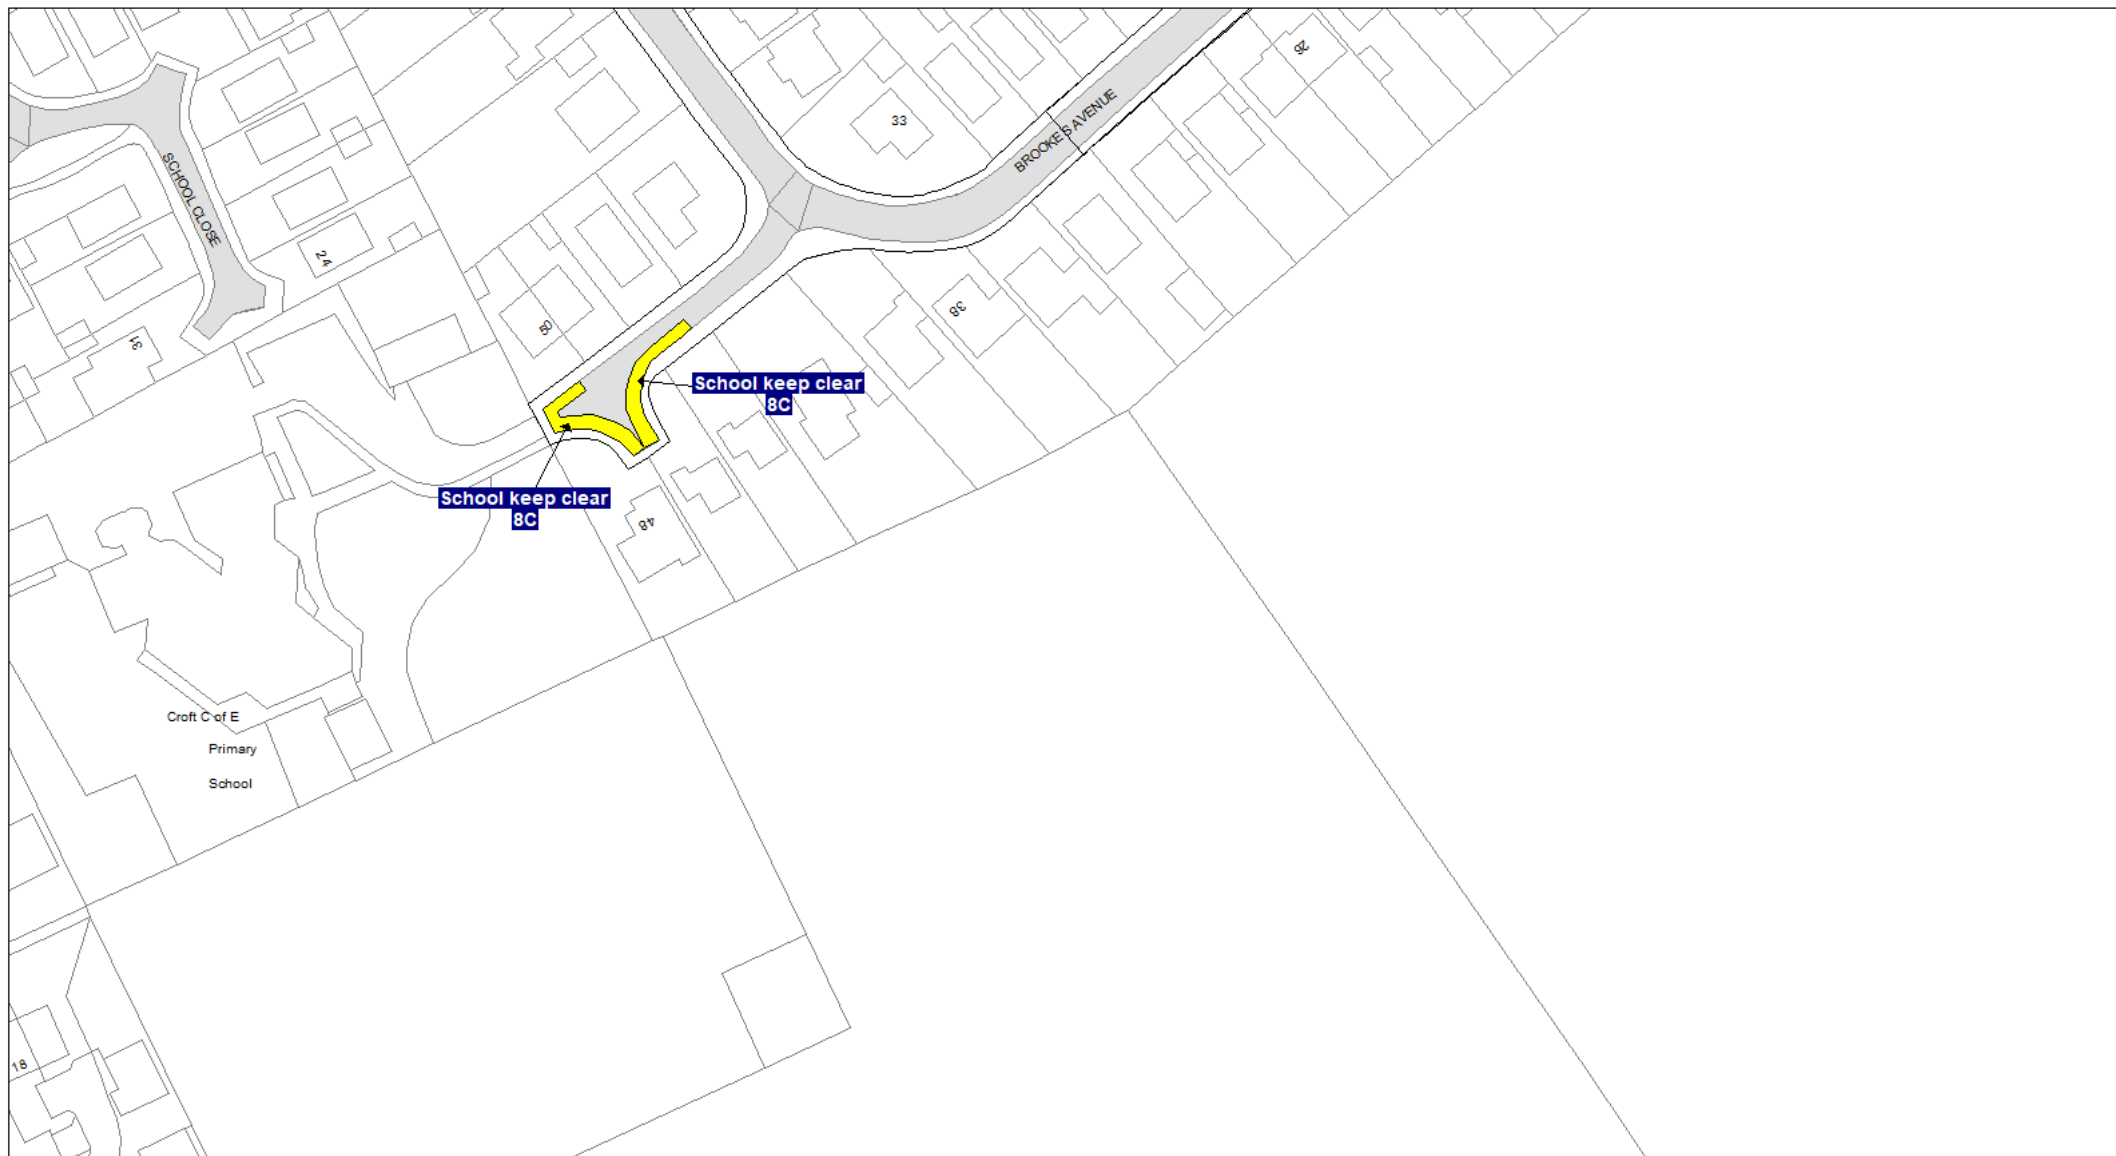 26
33
BROOKES AVENUE
SCHOOL CLOSE
24
38
50
31
School keep clear
8C
School keep clear
8C
48
Croft C of E
Primary
School
18